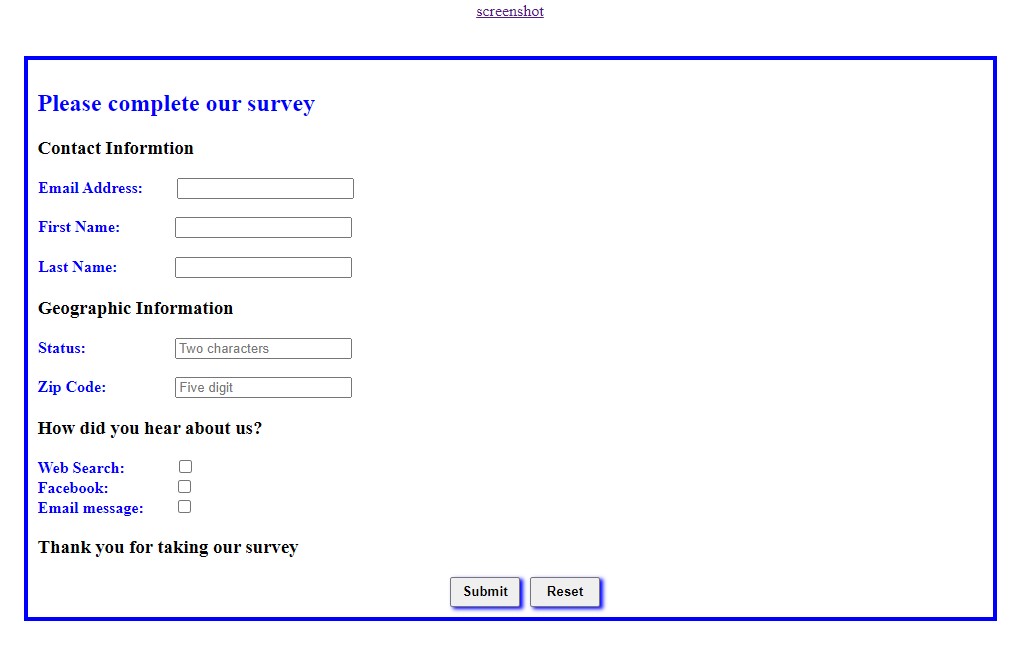 screenshot
Please complete our survey
Contact Informtion
Email Address:
First Name:
Last Name:
Geographic Information
Status: Two characters
Zip Code: Five digit
How did you hear about us?
Web Search:
Facebook:
Email message:
Thank you for taking our survey
Submit Reset